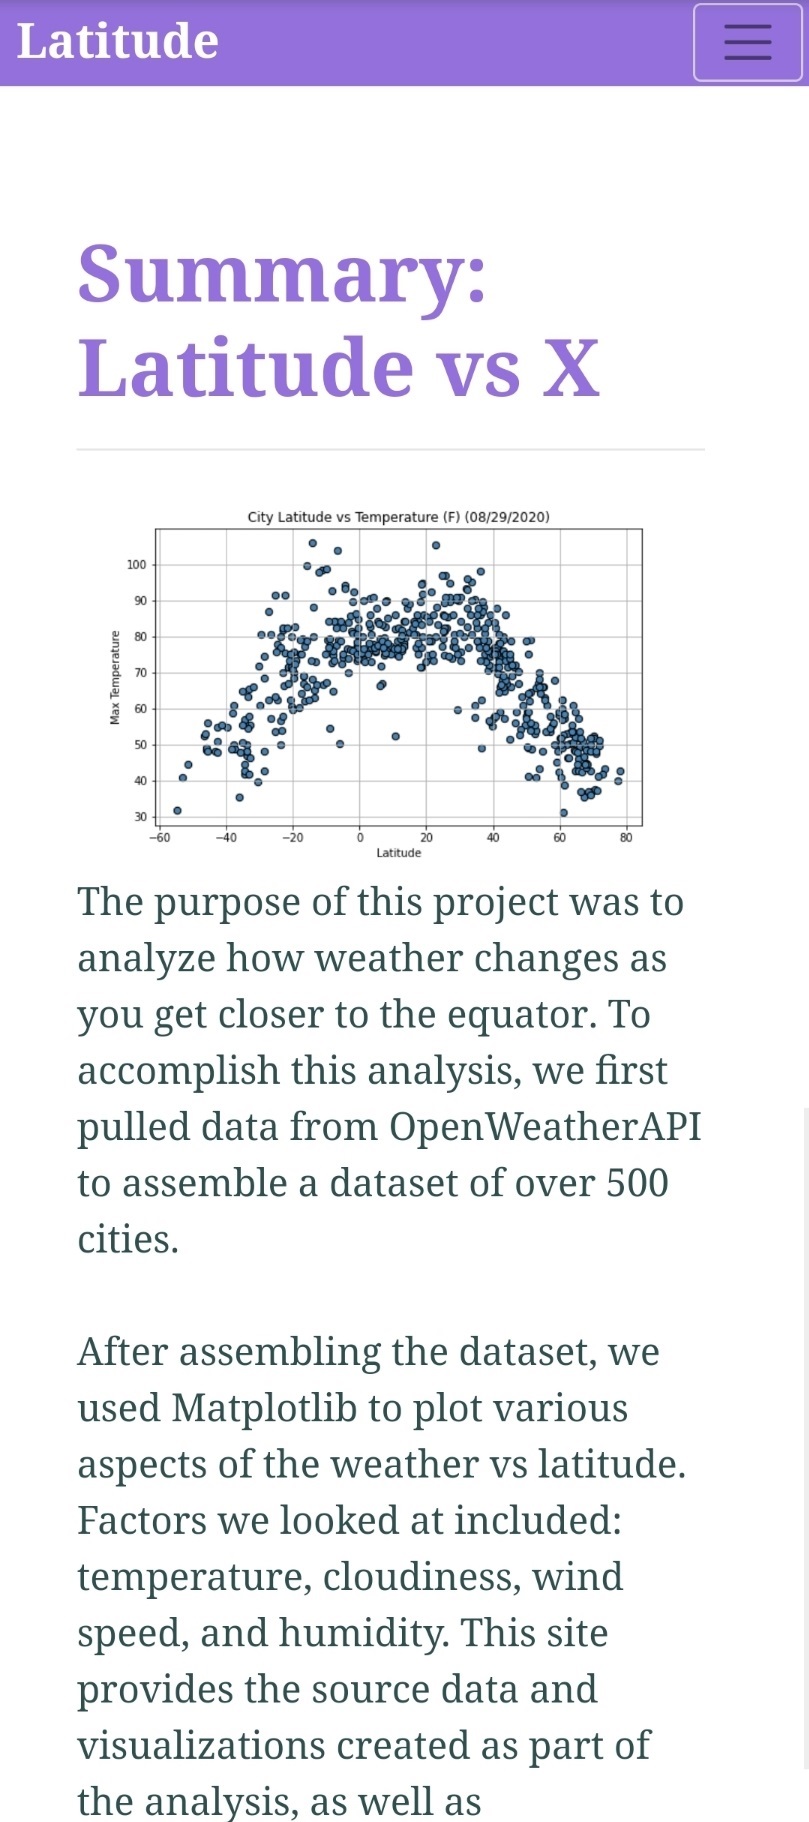 Latitude
Summary:
Latitude vs X
City Latitude vs Temperature (F) (08/29/2020)
Max Temperature
100
90
80
70
60
50
40
30
−60 −40 −20 0 20 40 60 80
Latitude
The purpose of this project was to
analyze how weather changes as
you get closer to the equator. To
accomplish this analysis, we first
pulled data from OpenWeatherAPI
to assemble a dataset of over 500
cities.
After assembling the dataset, we
used Matplotlib to plot various
aspects of the weather vs latitude.
Factors we looked at included:
temperature, cloudiness, wind
speed, and humidity. This site
provides the source data and
visualizations created as part of
the analysis, as well as